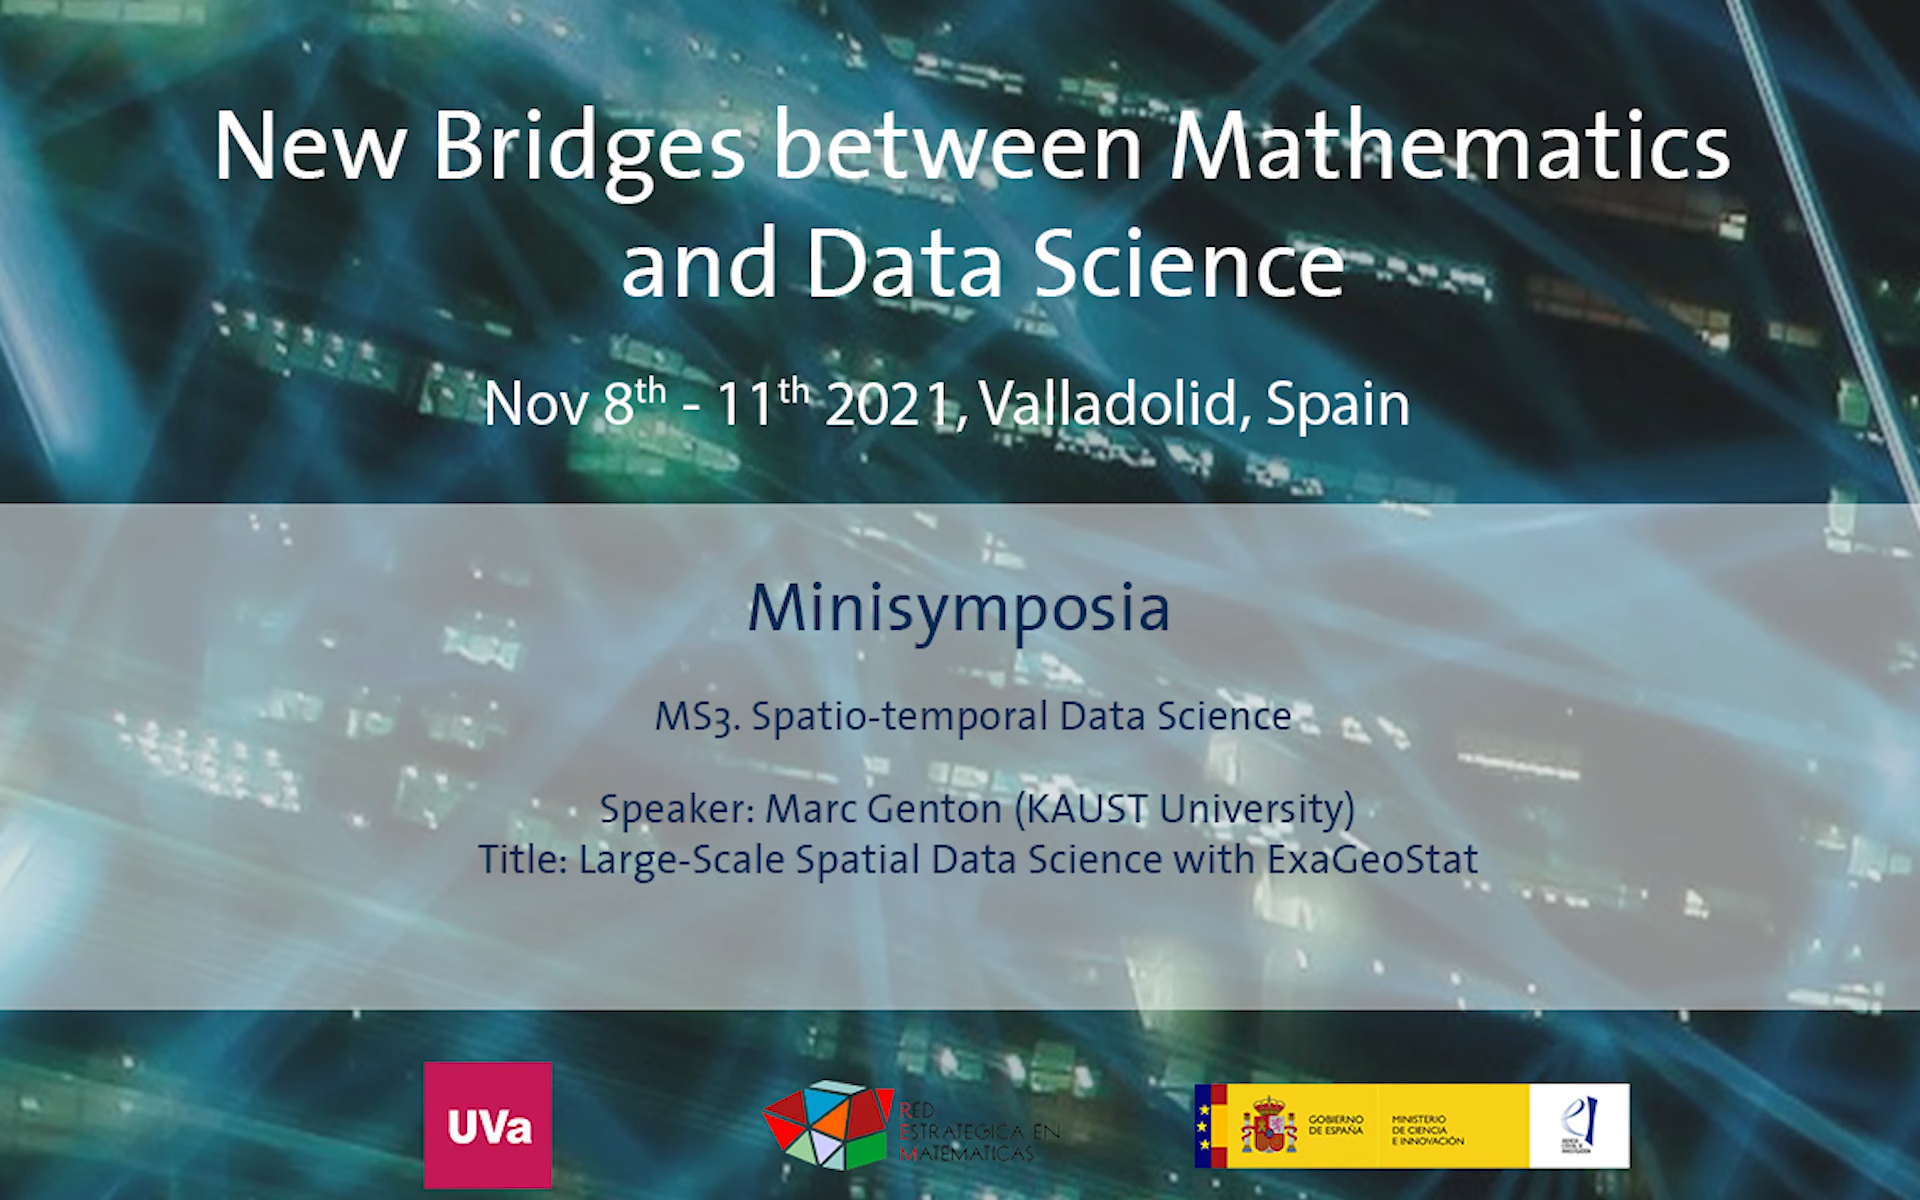 New Bridges between Mathematics
and Data Science
Nov 8th - 11th 2021, Valladolid, Spain
Minisymposia
MS3. Spatio-temporal Data Science
Speaker: Marc Genton (KAUST University)
Title: Large-Scale Spatial Data Science with ExaGeoStat
UVa
RED
ESTRATÉGICA EN
MATEMÁTICAS
GOBIERNO
DE ESPAÑA
MINISTERIO
DE CIENCIA
E INNOVACIÓN